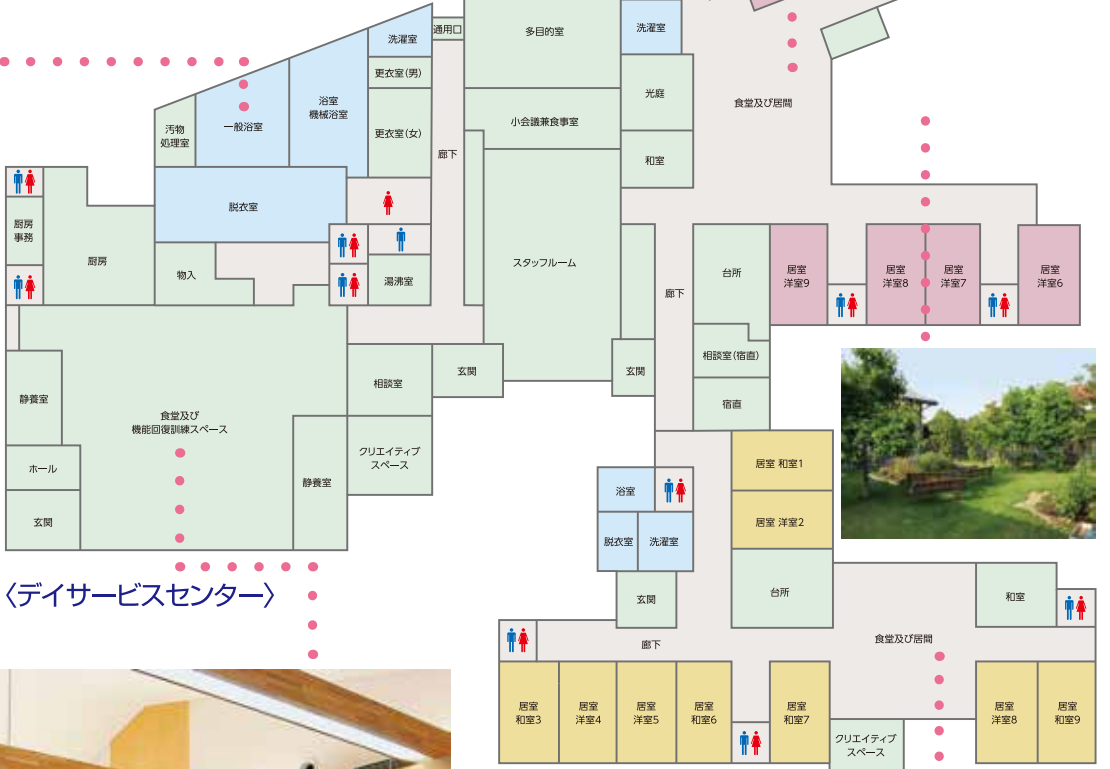 通用口
洗濯室
多目的室
洗濯室
更衣室(男)
浴室
機械浴室
光庭
食堂及び居間
汚物
処理室
一般浴室
更衣室(女)
小会議兼食事室
廊下
和室
脱衣室
厨房
事務
厨房
物入
湯沸室
スタッフルーム
廊下
台所
居室
洋室9
居室
洋室8
居室
洋室7
居室
洋室6
相談室(宿直)
静養室
相談室
玄関
玄関
宿直
食堂及び
機能回復訓練スペース
クリエイティブ
スペース
ホール
静養室
玄関
居室 和室1
浴室
居室 洋室2
脱衣室
洗濯室
〈デイサービスセンター〉
玄関
台所
和室
廊下
食堂及び居間
居室
和室3
居室
洋室4
居室
洋室5
居室
和室6
居室
和室7
クリエイティブ
スペース
居室
洋室8
居室
和室9